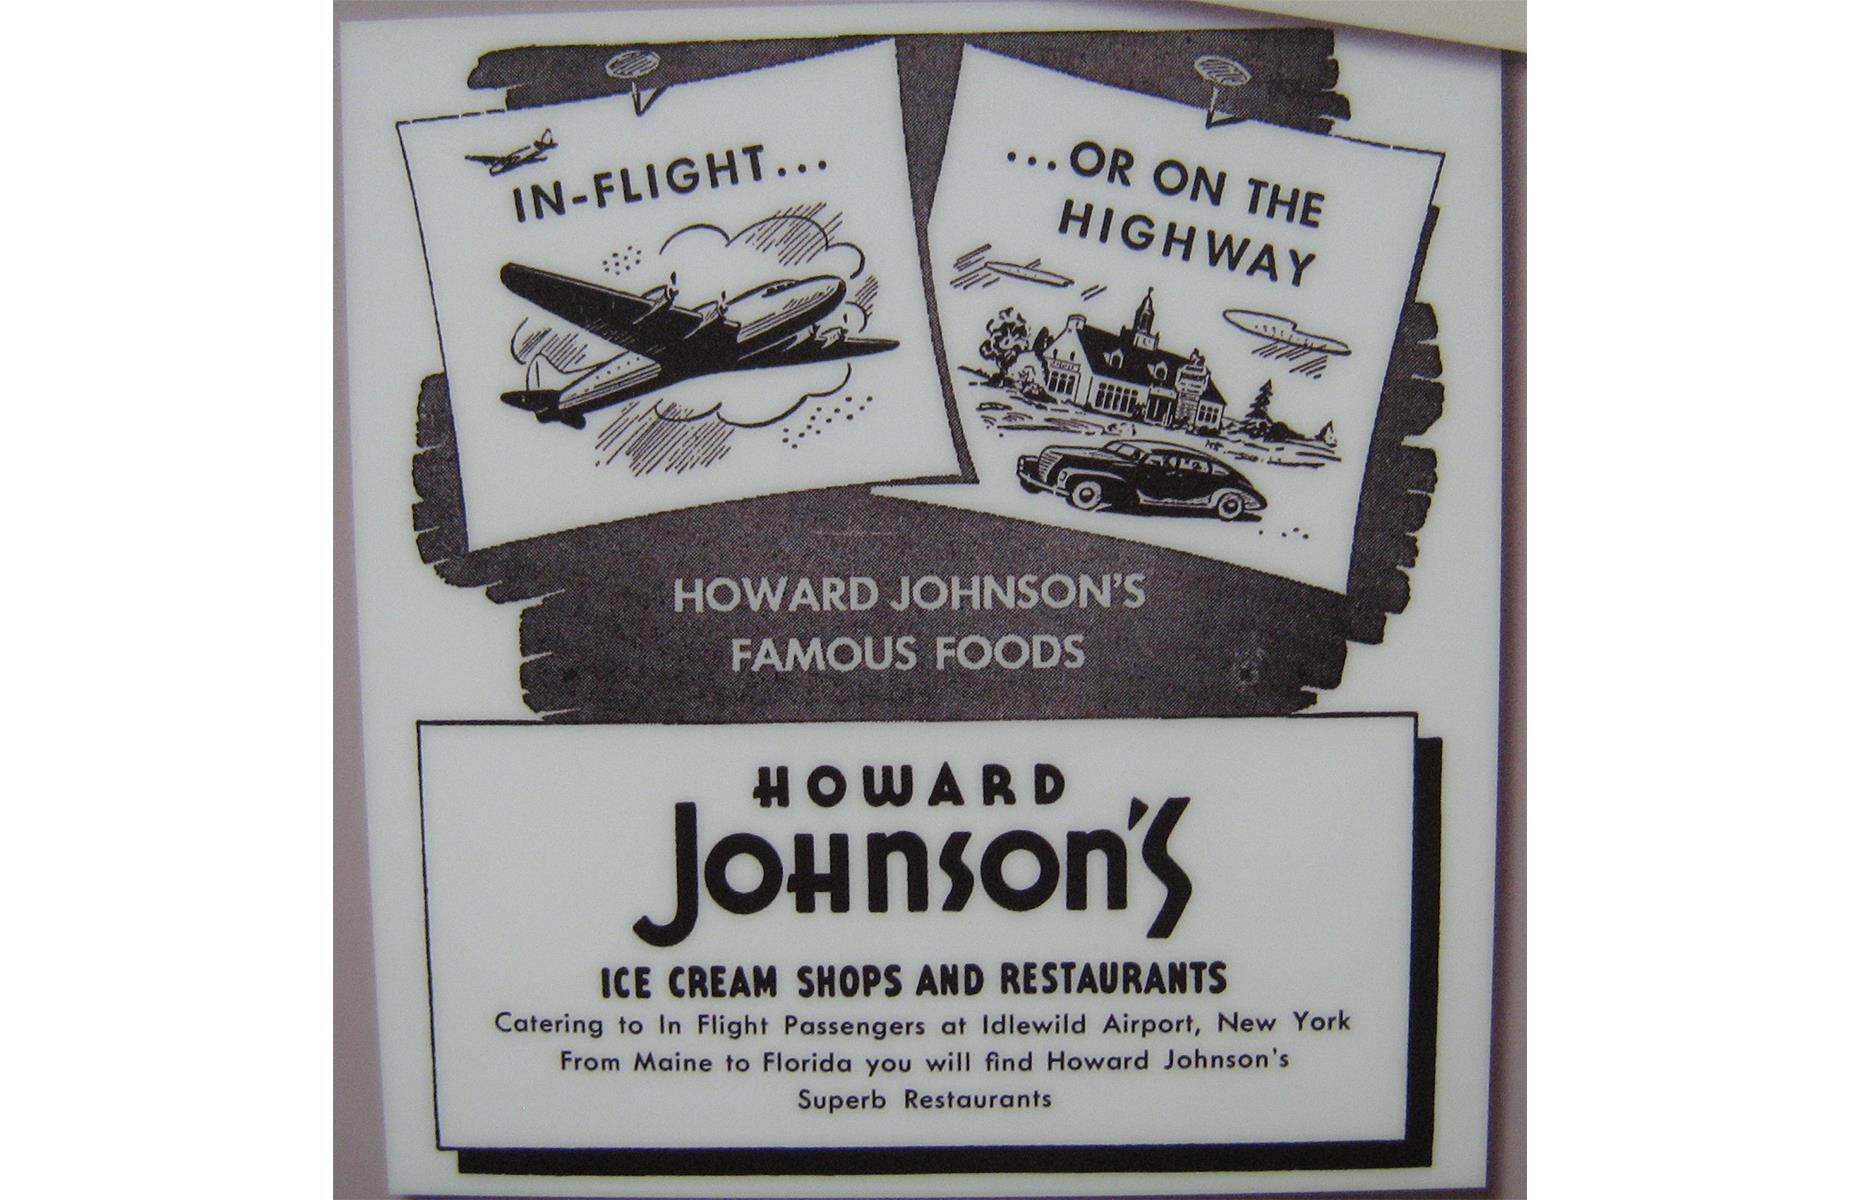 IN-FLIGHT...
...OR ON THE
HIGHWAY
HOWARD JOHNSON'S
FAMOUS FOODS
HOWARD
JOHNSON'S
ICE CREAM SHOPS AND RESTAURANTS
Catering to In Flight Passengers at Idlewild Airport, New York
From Maine to Florida you will find Howard Johnson's
Superb Restaurants